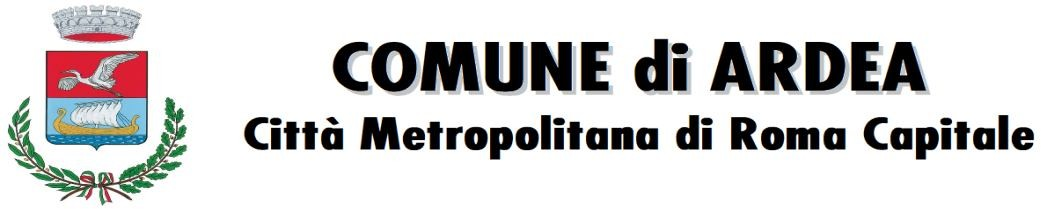 COMUNE di ARDEA
Città Metropolitana di Roma Capitale